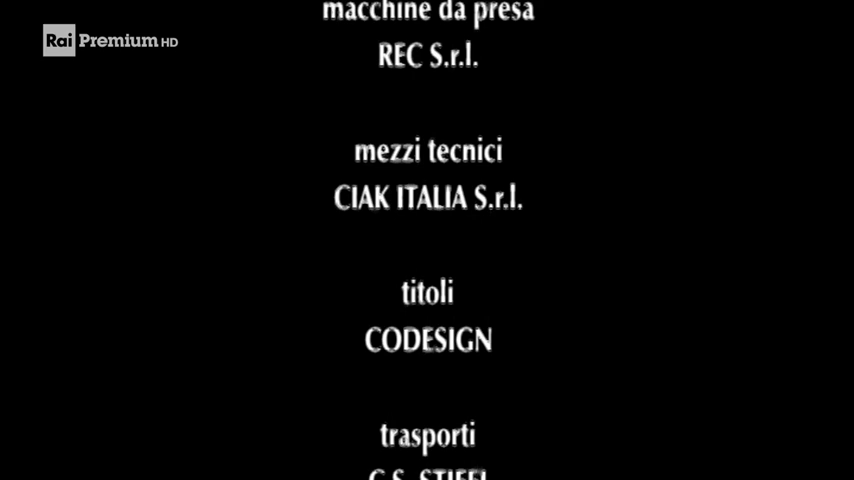 macchine da presa
Rai Premium HD
REC S.r.l.
mezzi tecnici
CIAK ITALIA S.r.l.
titoli
CODESIGN
trasporti
C.S.